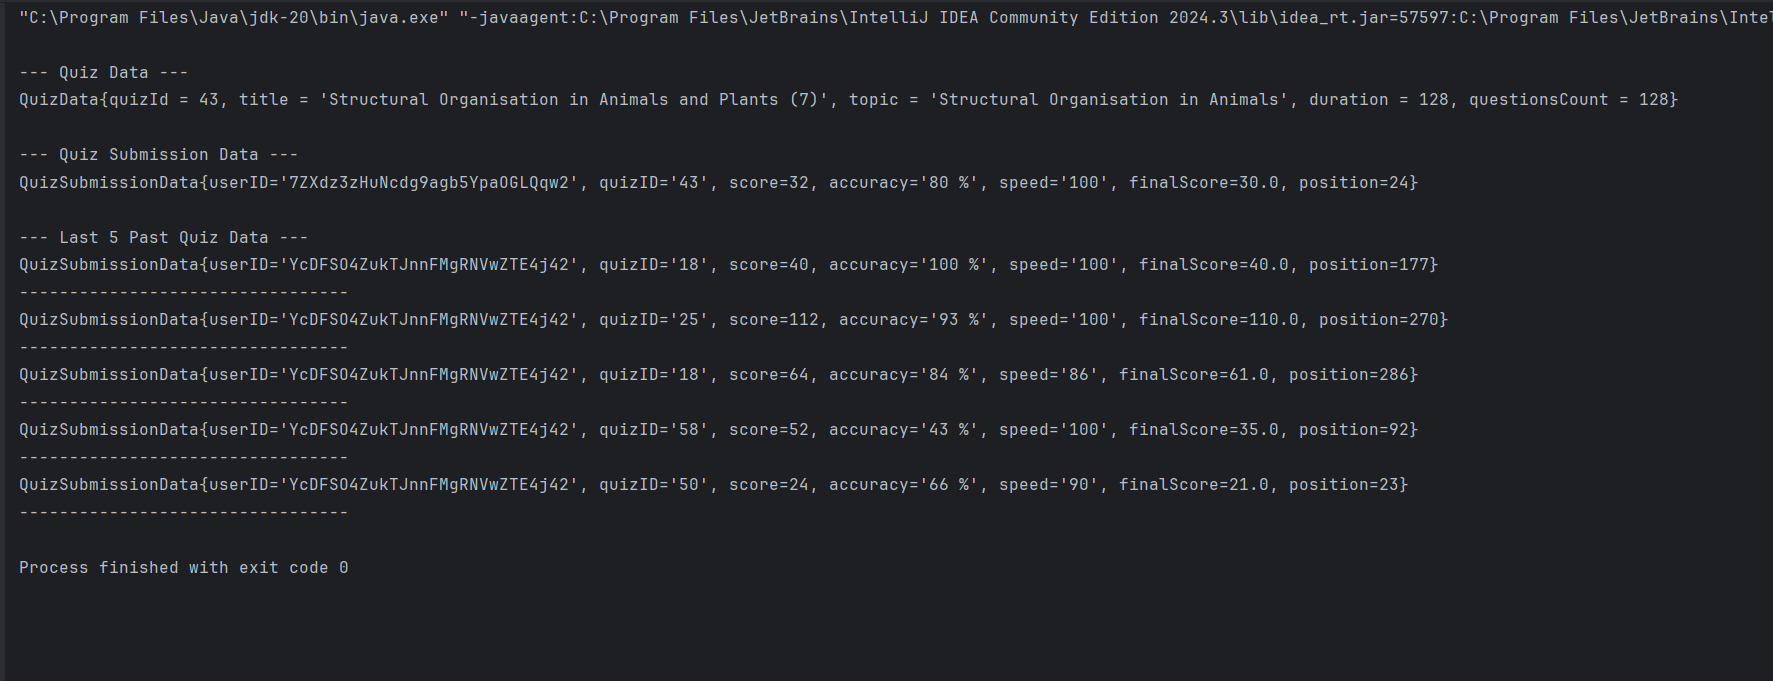 "C:\Program Files\Java\jdk-20\bin\java.exe" "-javaagent:C:\Program Files\JetBrains\IntelliJ IDEA Community Edition 2024.3\lib\idea_rt.jar=57597:C:\Program Files\JetBrains\Intel
--- Quiz Data ---
QuizData{quizId = 43, title = 'Structural Organisation in Animals and Plants (7)', topic = 'Structural Organisation in Animals', duration = 128, questionsCount = 128}
--- Quiz Submission Data ---
QuizSubmissionData{userID='7ZXdz3zHuNcdg9agb5YpaOGLQqw2', quizID='43', score=32, accuracy='80 %', speed='100', finalScore=30.0, position=24}
--- Last 5 Past Quiz Data ---
QuizSubmissionData{userID='YcDFSO4ZukTJnnFMgRNVwZTE4j42', quizID='18', score=40, accuracy='100 %', speed='100', finalScore=40.0, position=177}
---------------------------------
QuizSubmissionData{userID='YcDFSO4ZukTJnnFMgRNVwZTE4j42', quizID='25', score=112, accuracy='93 %', speed='100', finalScore=110.0, position=270}
---------------------------------
QuizSubmissionData{userID='YcDFSO4ZukTJnnFMgRNVwZTE4j42', quizID='18', score=64, accuracy='84 %', speed='86', finalScore=61.0, position=286}
---------------------------------
QuizSubmissionData{userID='YcDFSO4ZukTJnnFMgRNVwZTE4j42', quizID='58', score=52, accuracy='43 %', speed='100', finalScore=35.0, position=92}
---------------------------------
QuizSubmissionData{userID='YcDFSO4ZukTJnnFMgRNVwZTE4j42', quizID='50', score=24, accuracy='66 %', speed='90', finalScore=21.0, position=23}
---------------------------------
Process finished with exit code 0